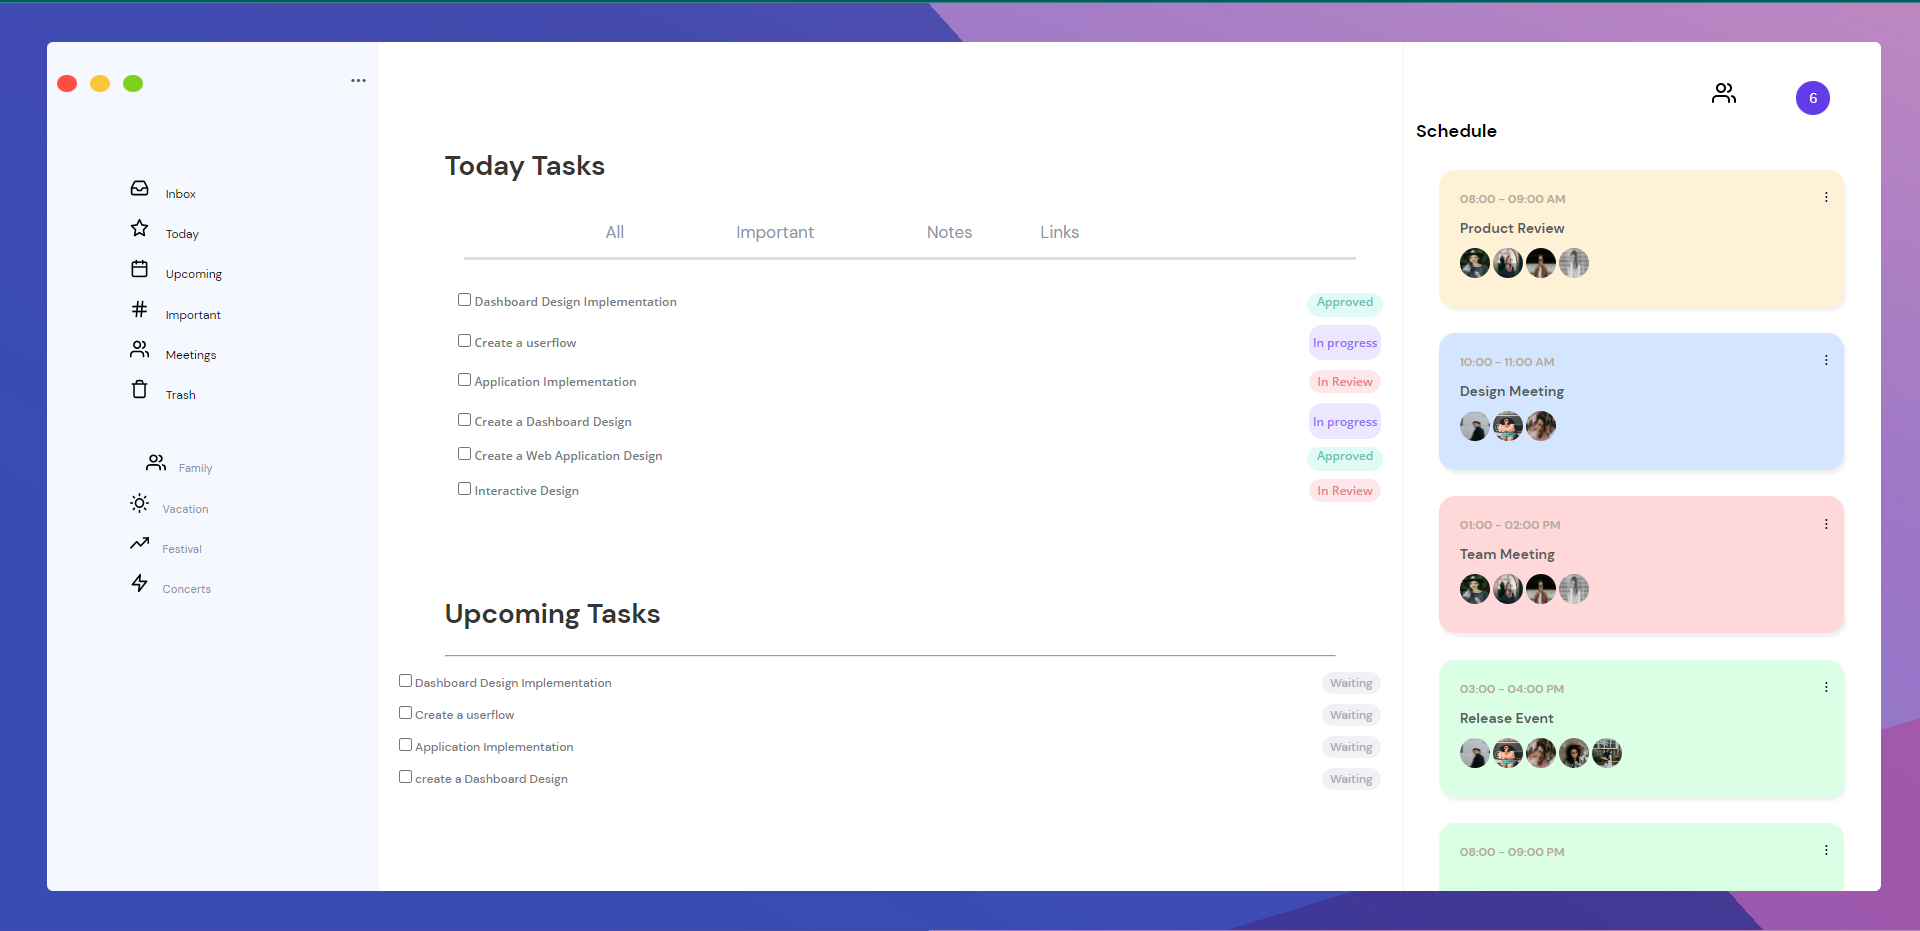 Inbox
Today
Upcoming
Important
Meetings
Trash
Family
Vacation
Festival
Concerts
Today Tasks
All Important Notes Links
Dashboard Design Implementation Approved
Create a userflow In progress
Application Implementation In Review
Create a Dashboard Design In progress
Create a Web Application Design Approved
Interactive Design In Review
Upcoming Tasks
Dashboard Design Implementation Waiting
Create a userflow Waiting
Application Implementation Waiting
create a Dashboard Design Waiting
6
Schedule
08:00 - 09:00 AM
Product Review
10:00 - 11:00 AM
Design Meeting
01:00 - 02:00 PM
Team Meeting
03:00 - 04:00 PM
Release Event
08:00 - 09:00 PM